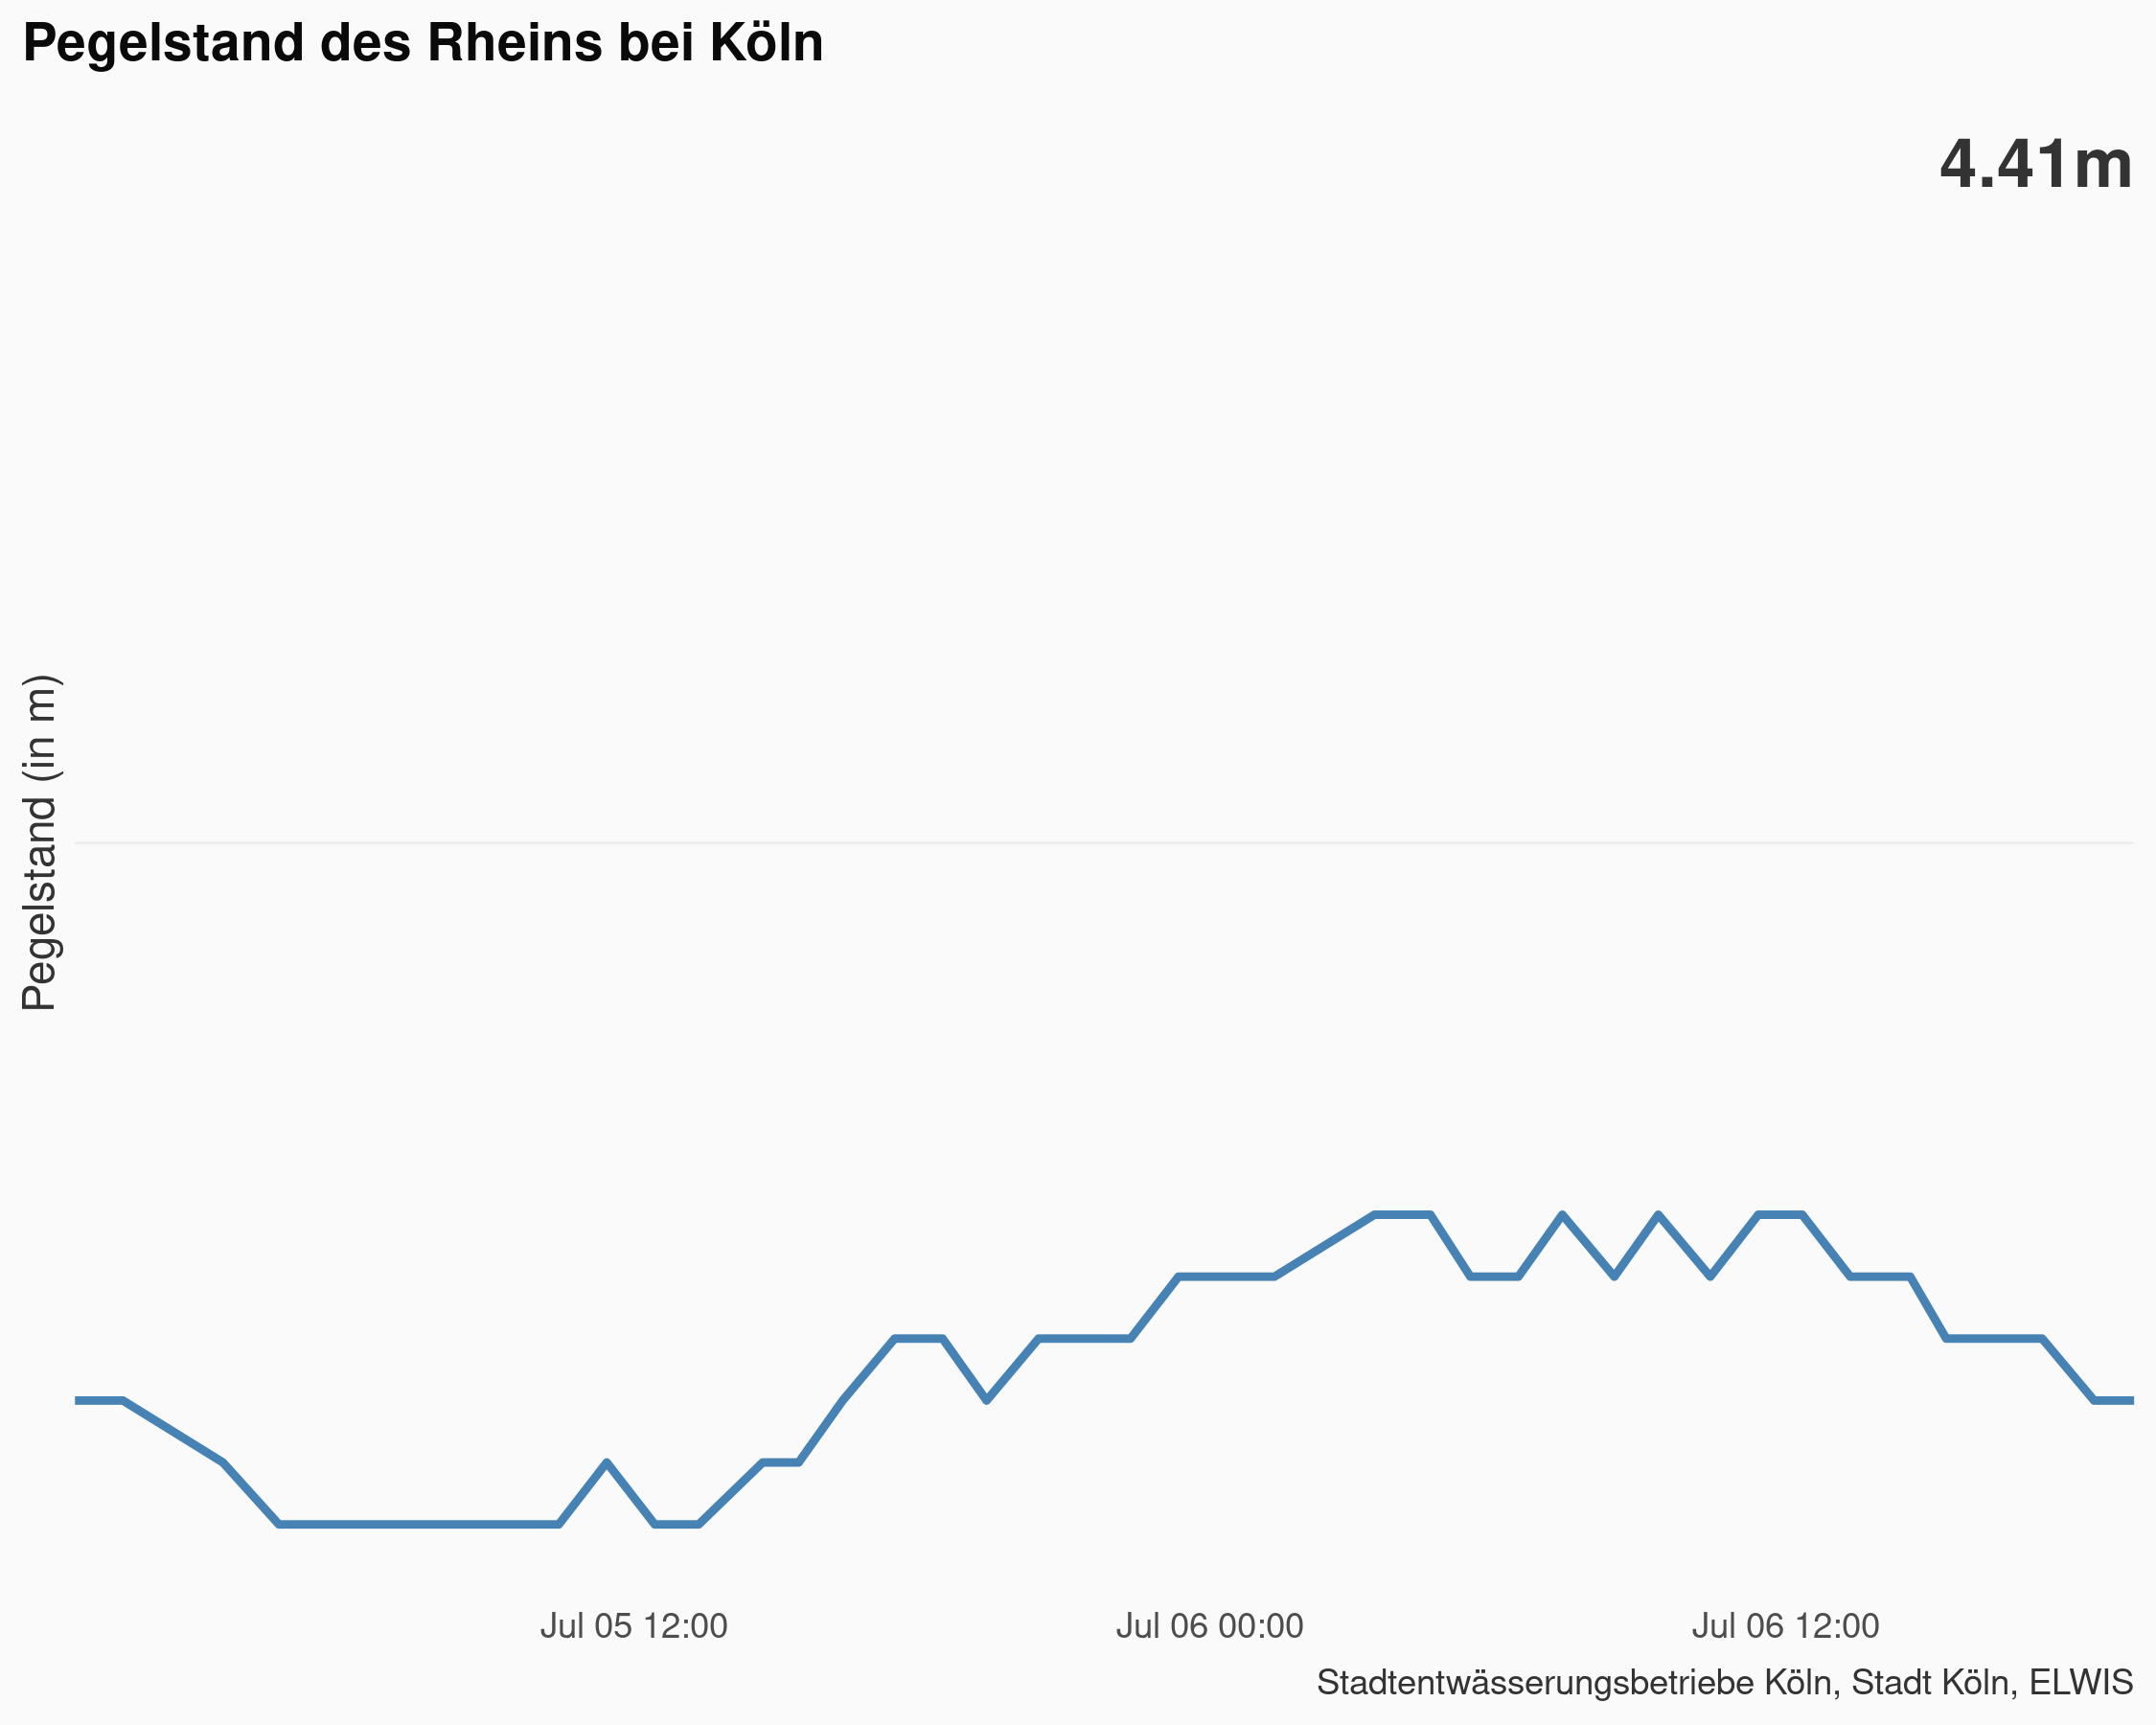 Pegelstand des Rheins bei Köln
4.41m
Pegelstand (in m)
Jul 05 12:00
Jul 06 00:00
Jul 06 12:00
Stadtentwässerungsbetriebe Köln, Stadt Köln, ELWIS